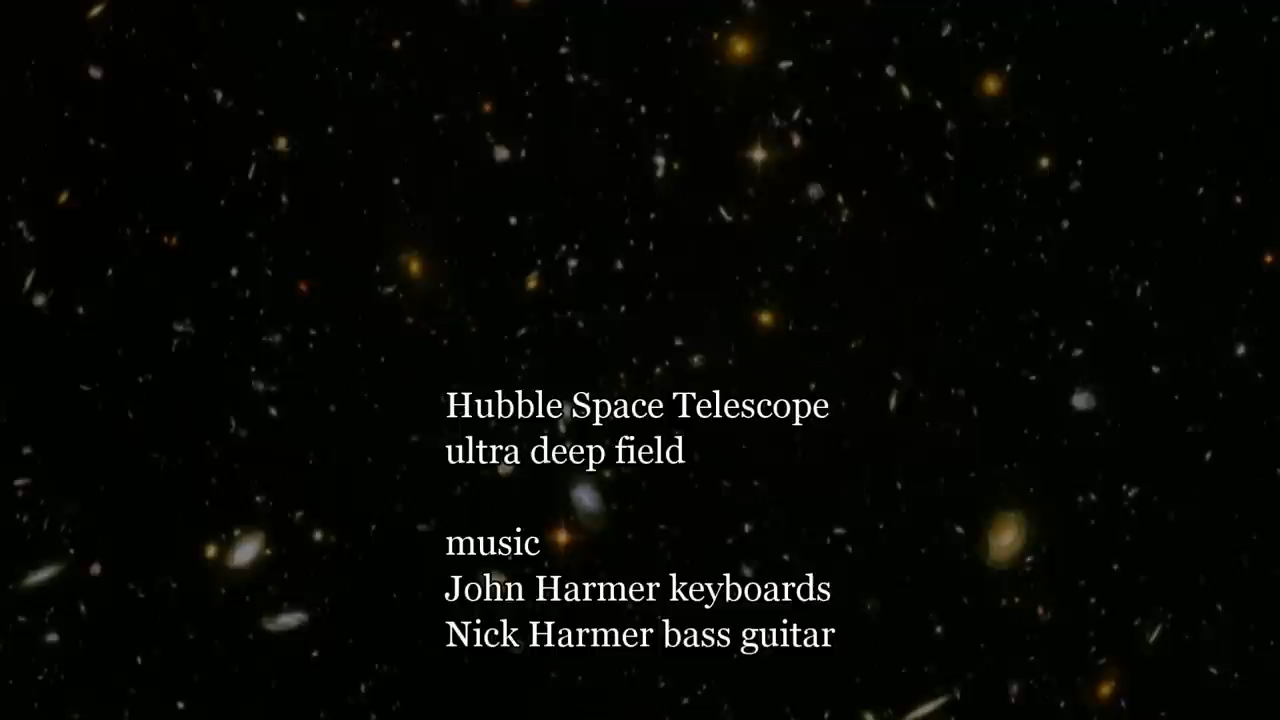 Hubble Space Telescope
ultra deep field
music
John Harmer keyboards
Nick Harmer bass guitar